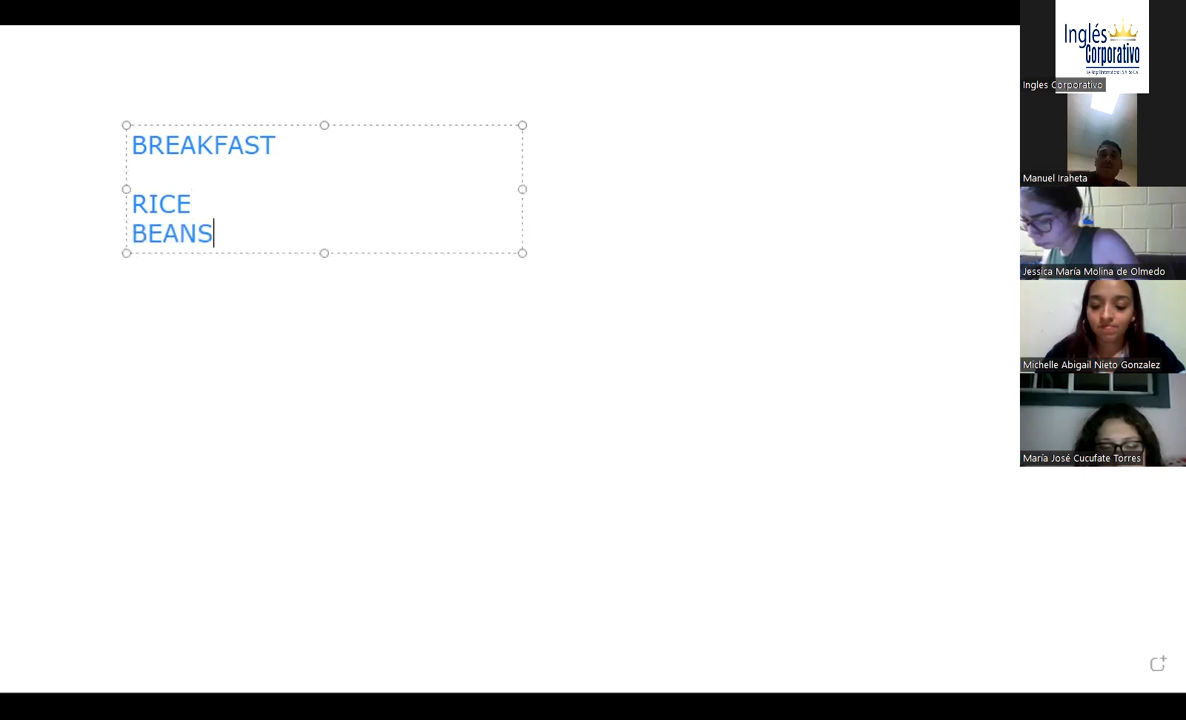 BREAKFAST
RICE
BEANS
Inglés
Corporativo
Ingles Corporativo
Manuel Iraheta
Jessica María Molina de Olmedo
Michelle Abigail Nieto Gonzalez
María José Cucufate Torres